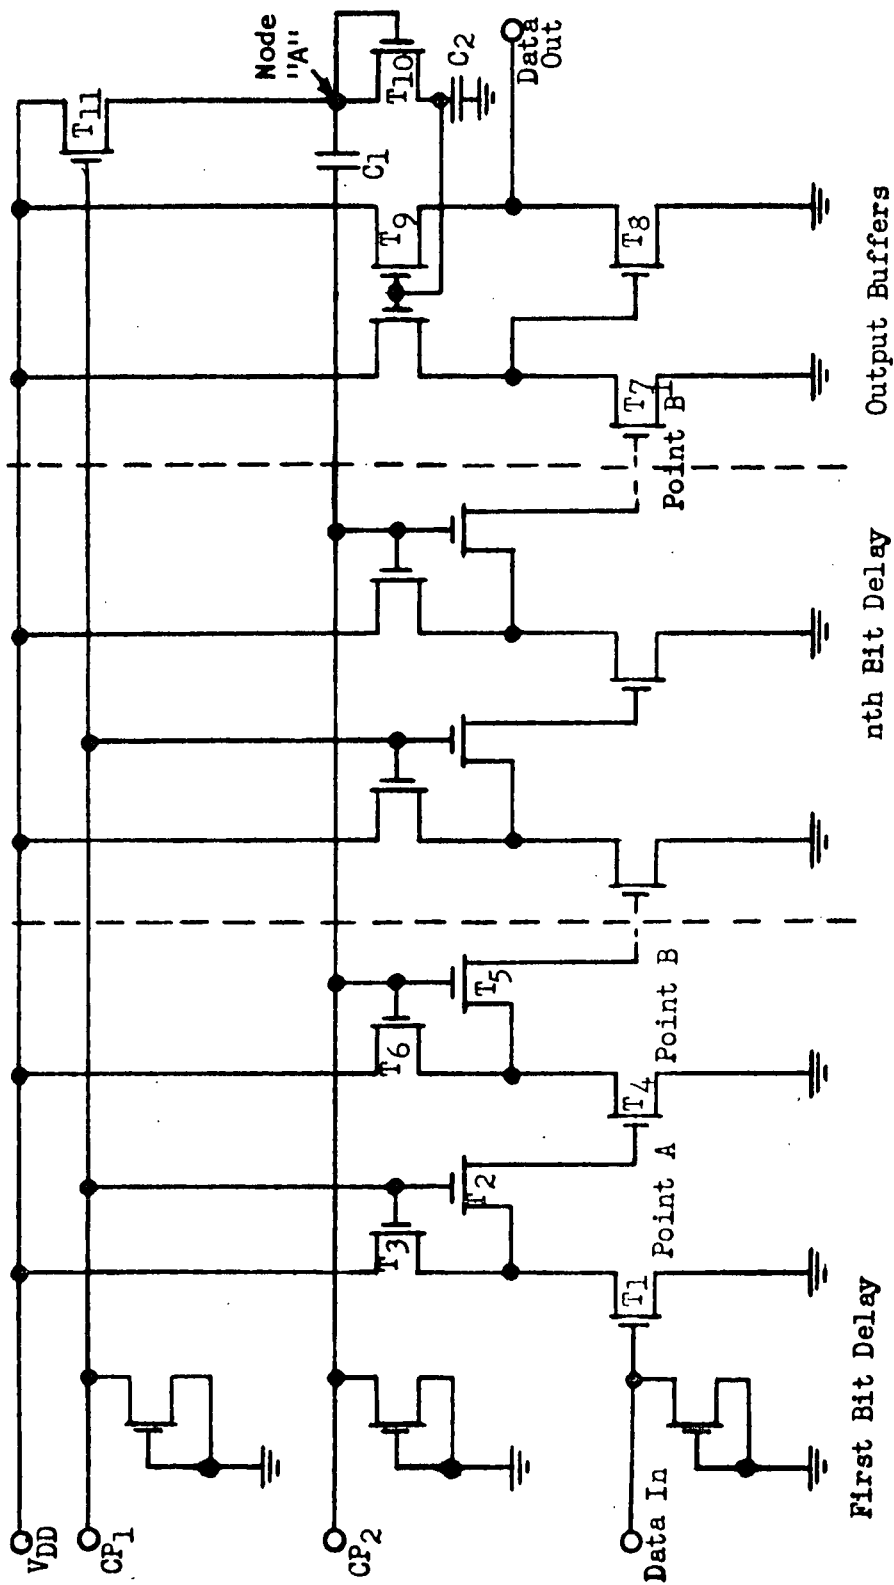 VDD
CP1
CP2
Data In
T1
T2
T3
Point A
T4
T5
T6
Point B
T7
Point B1
T8
T9
T10
T11
C1
C2
Node
"A"
Data
Out
First Bit Delay
nth Bit Delay
Output Buffers